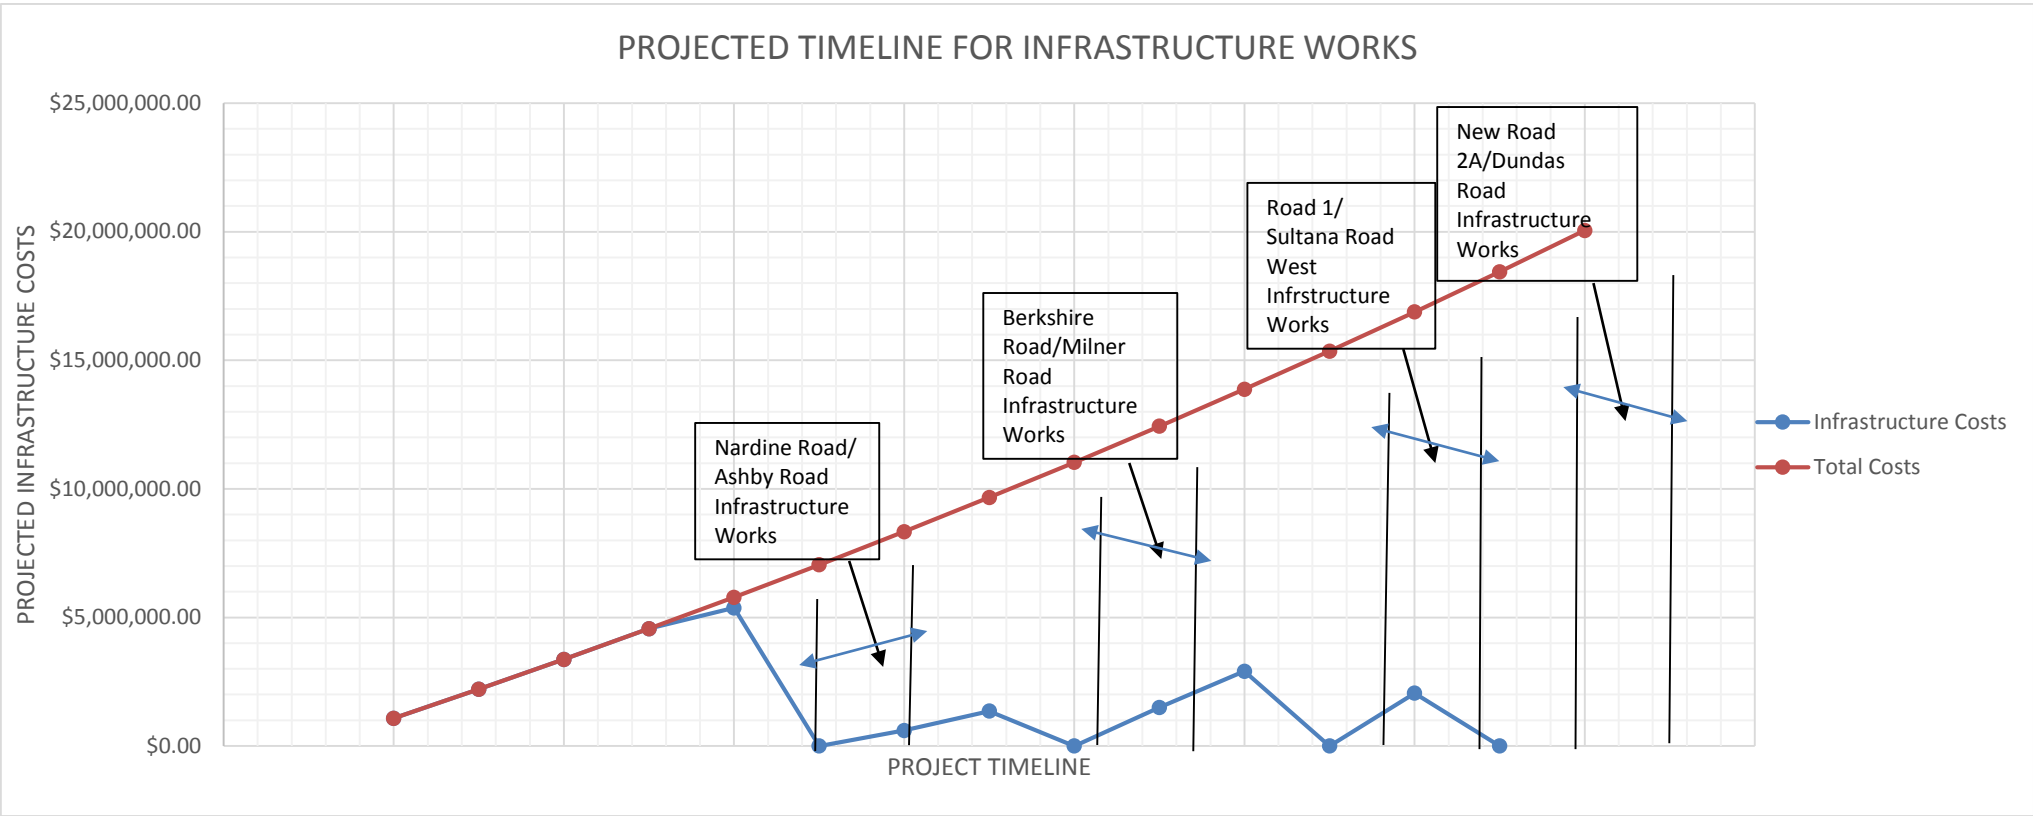 PROJECTED TIMELINE FOR INFRASTRUCTURE WORKS
PROJECTED INFRASTRUCTURE COSTS
$25,000,000.00
$20,000,000.00
$15,000,000.00
$10,000,000.00
$5,000,000.00
$0.00
Nardine Road/
Ashby Road
Infrastructure
Works
Berkshire
Road/Milner
Road
Infrastructure
Works
Road 1/
Sultana Road
West
Infrstructure
Works
New Road
2A/Dundas
Road
Infrastructure
Works
Infrastructure Costs
Total Costs
PROJECT TIMELINE